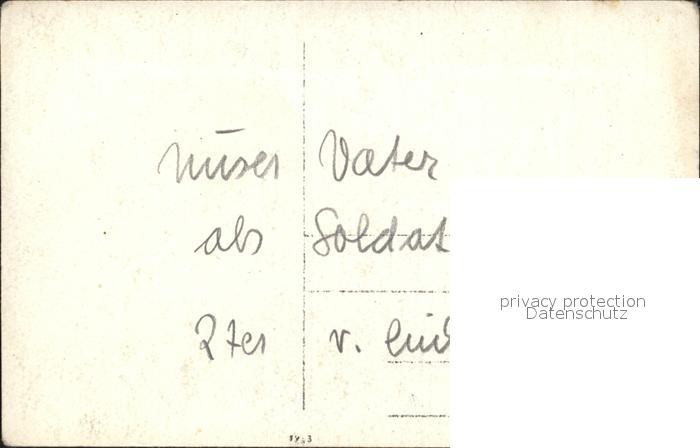 unser Vater
als Soldat
privacy protection
Datenschutz
2ter v.